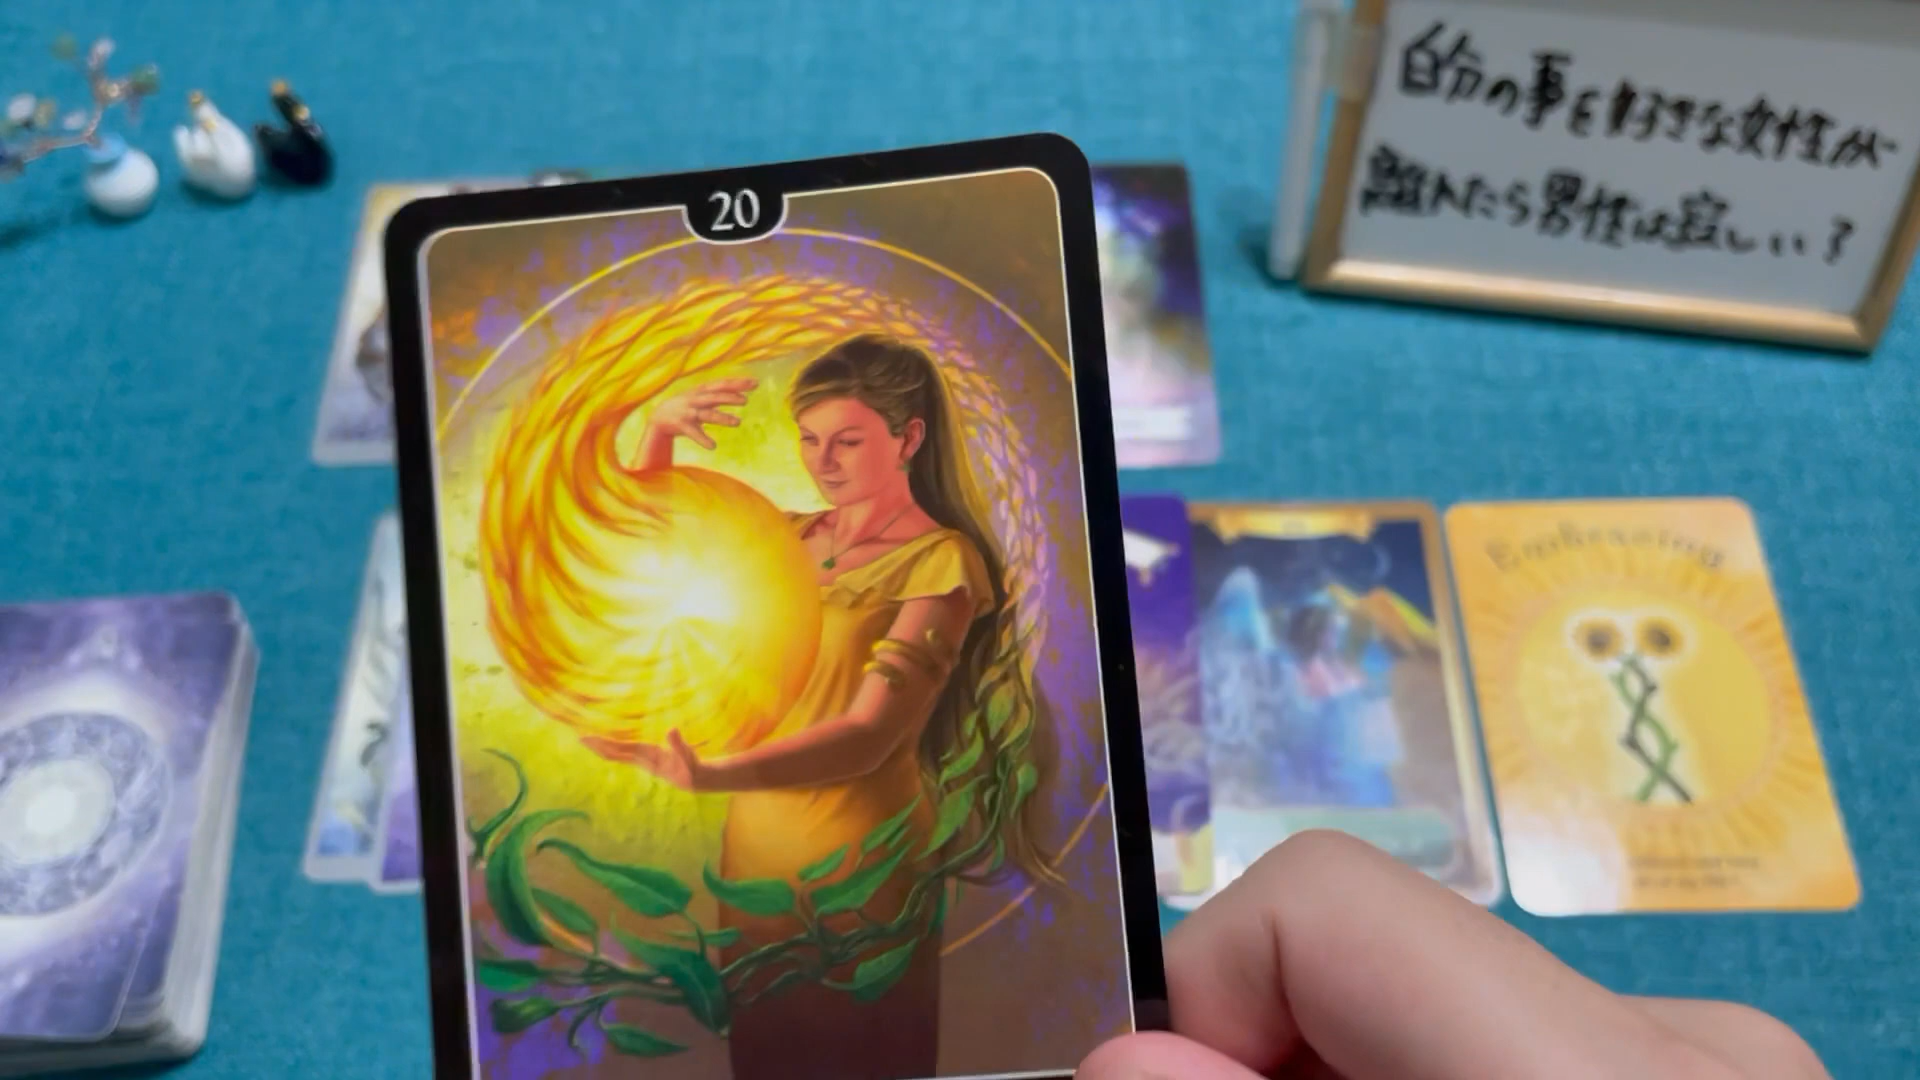 自分の事を好きな女性が
離れたら男性は寂しい？
20
Embracing